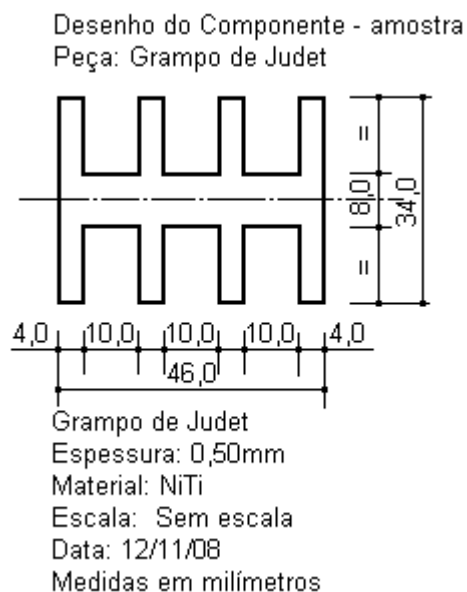 Desenho do Componente - amostra
Peça: Grampo de Judet
=
8,0
34,0
=
4,0 10,0 10,0 10,0 4,0
46,0
Grampo de Judet
Espessura: 0,50mm
Material: NiTi
Escala: Sem escala
Data: 12/11/08
Medidas em milímetros